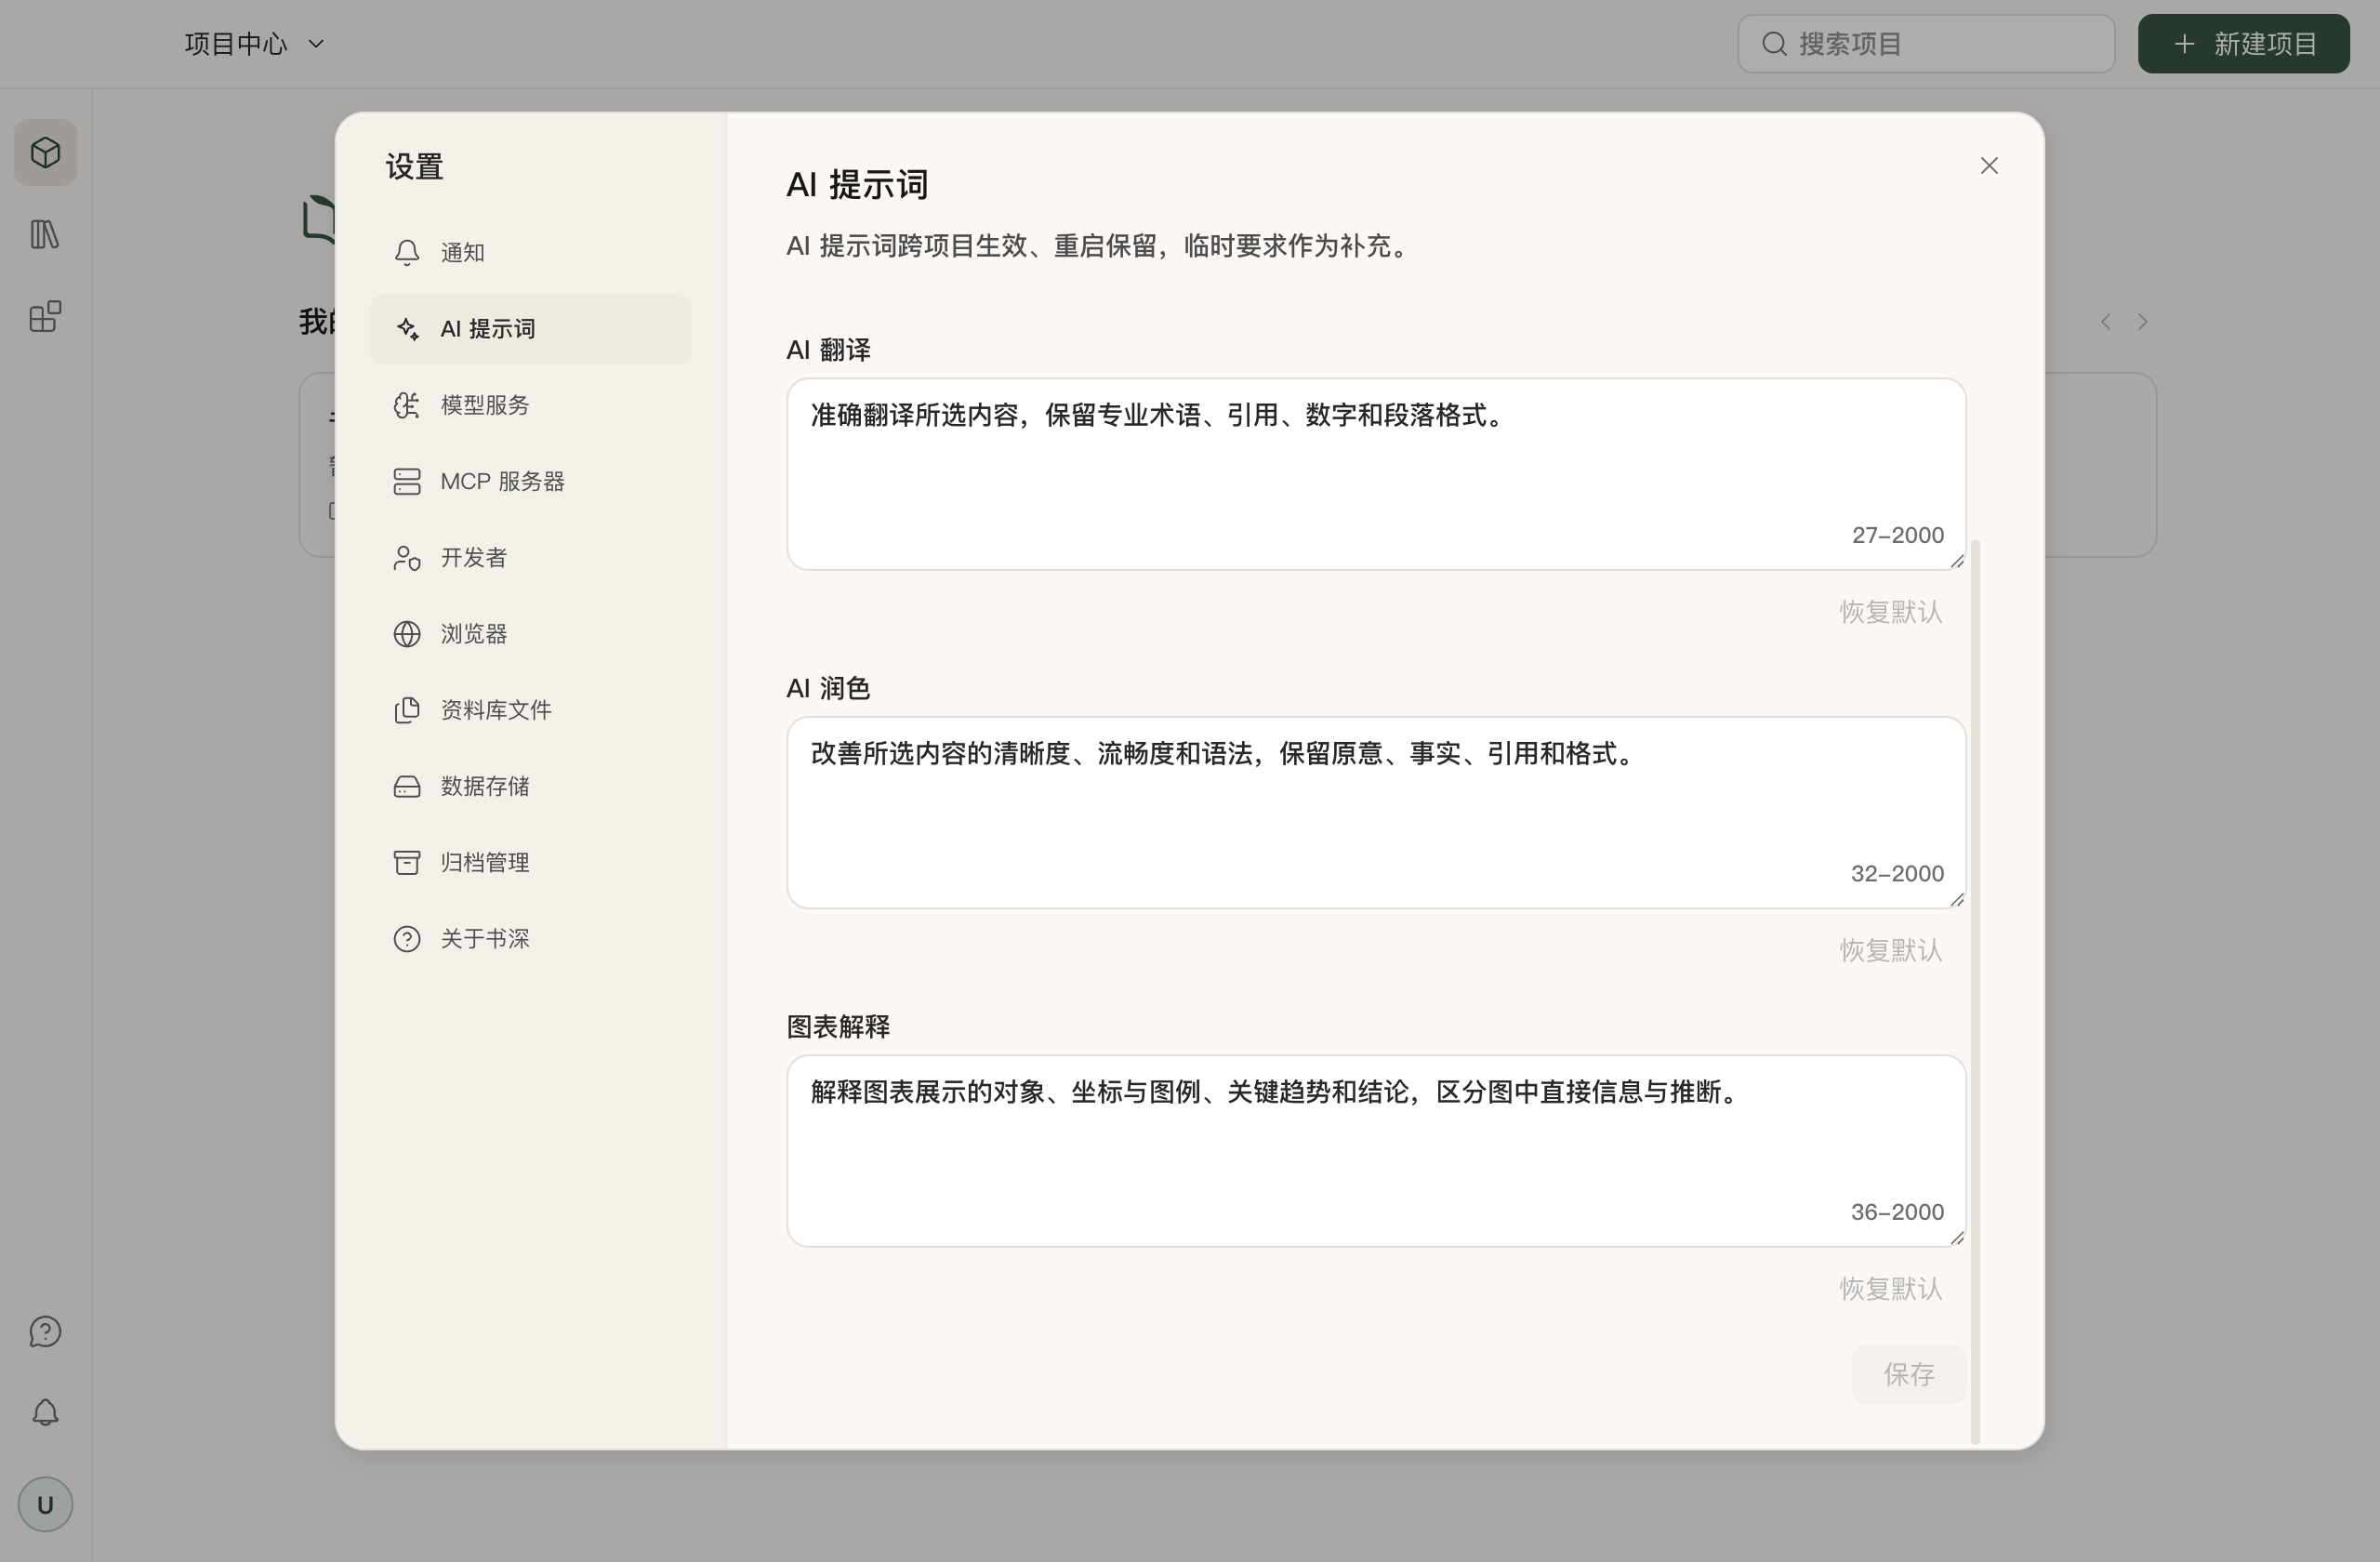 项目中心
搜索项目
新建项目
设置
通知
AI 提示词
模型服务
MCP 服务器
开发者
浏览器
资料库文件
数据存储
归档管理
关于书深
AI 提示词
AI 提示词跨项目生效、重启保留，临时要求作为补充。
AI 翻译
准确翻译所选内容，保留专业术语、引用、数字和段落格式。
27–2000
恢复默认
AI 润色
改善所选内容的清晰度、流畅度和语法，保留原意、事实、引用和格式。
32–2000
恢复默认
图表解释
解释图表展示的对象、坐标与图例、关键趋势和结论，区分图中直接信息与推断。
36–2000
恢复默认
保存
我
U